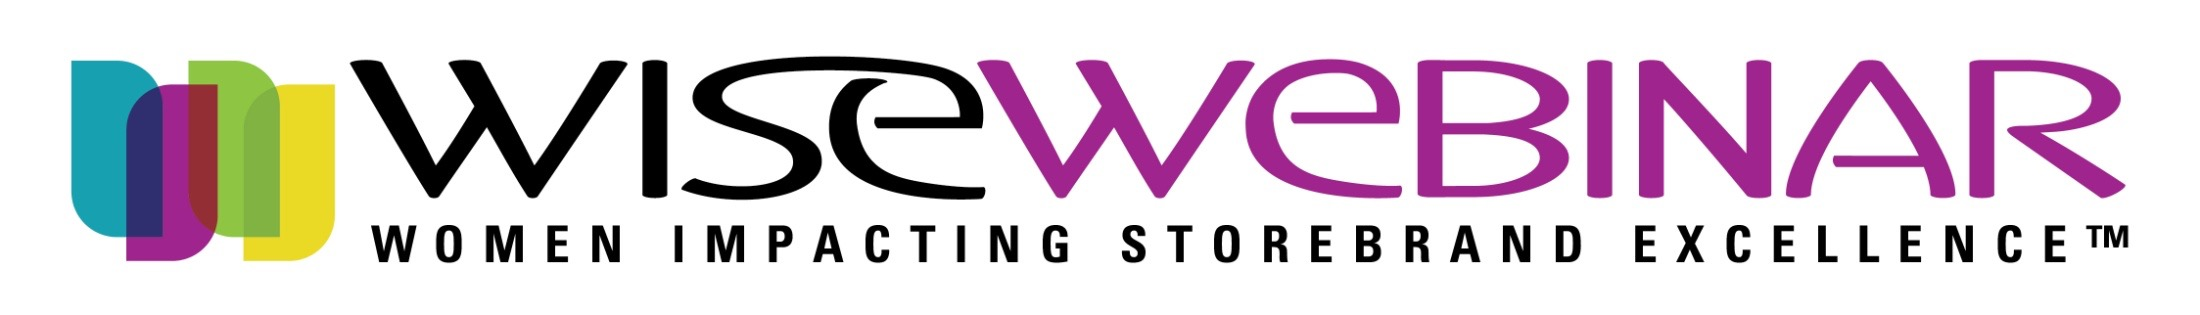 WISeWeBINAR
WOMEN IMPACTING STOREBRAND EXCELLENCE™